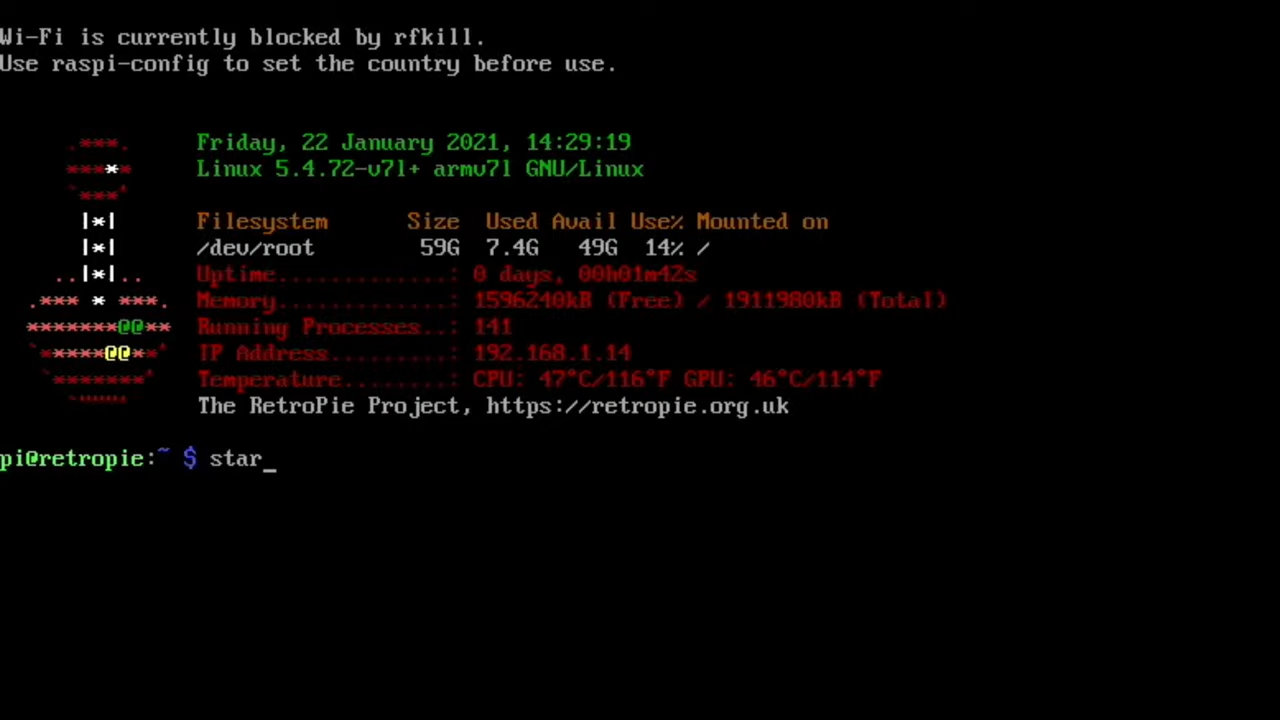 Wi-Fi is currently blocked by rfkill.
Use raspi-config to set the country before use.
Friday, 22 January 2021, 14:29:19
Linux 5.4.72-v7l+ armv7l GNU/Linux
Filesystem Size Used Avail Use% Mounted on
/dev/root 59G 7.4G 49G 14% /
Uptime.............: 0 days, 00h01m42s
Memory.............: 1596240kB (Free) / 1911980kB (Total)
Running Processes..: 141
IP Address.........: 192.168.1.14
Temperature........: CPU: 47°C/116°F GPU: 46°C/114°F
The RetroPie Project, https://retropie.org.uk
pi@retropie:~ $ star_